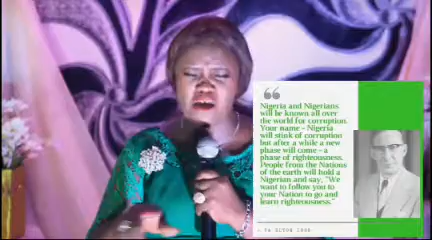 Nigeria and Nigerians
will be known all over
the world for corruption.
Your name - Nigeria
will stink of corruption
but after a while a new
phase will come - a
phase of righteousness.
People from the Nations
of the earth will hold a
Nigerian and say, "We
want to follow you to
your Nation to go and
learn righteousness."